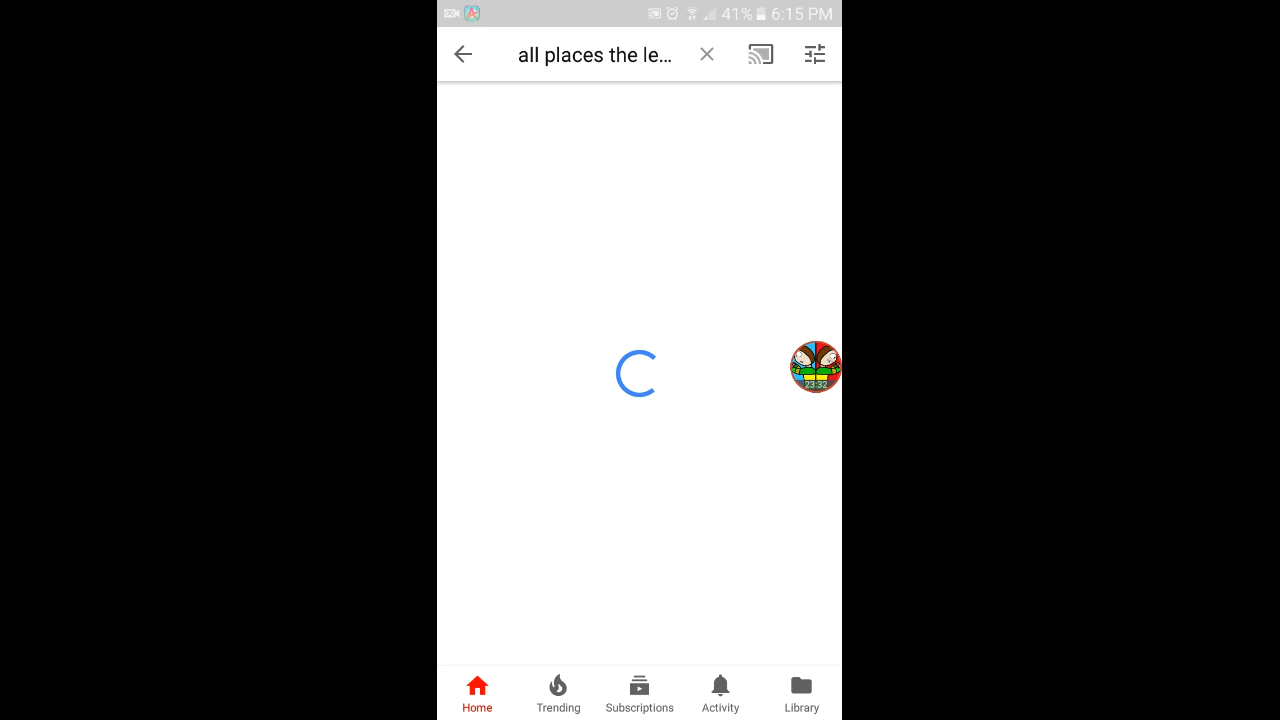 41% 6:15 PM
all places the le...
23:32
Home Trending Subscriptions Activity Library